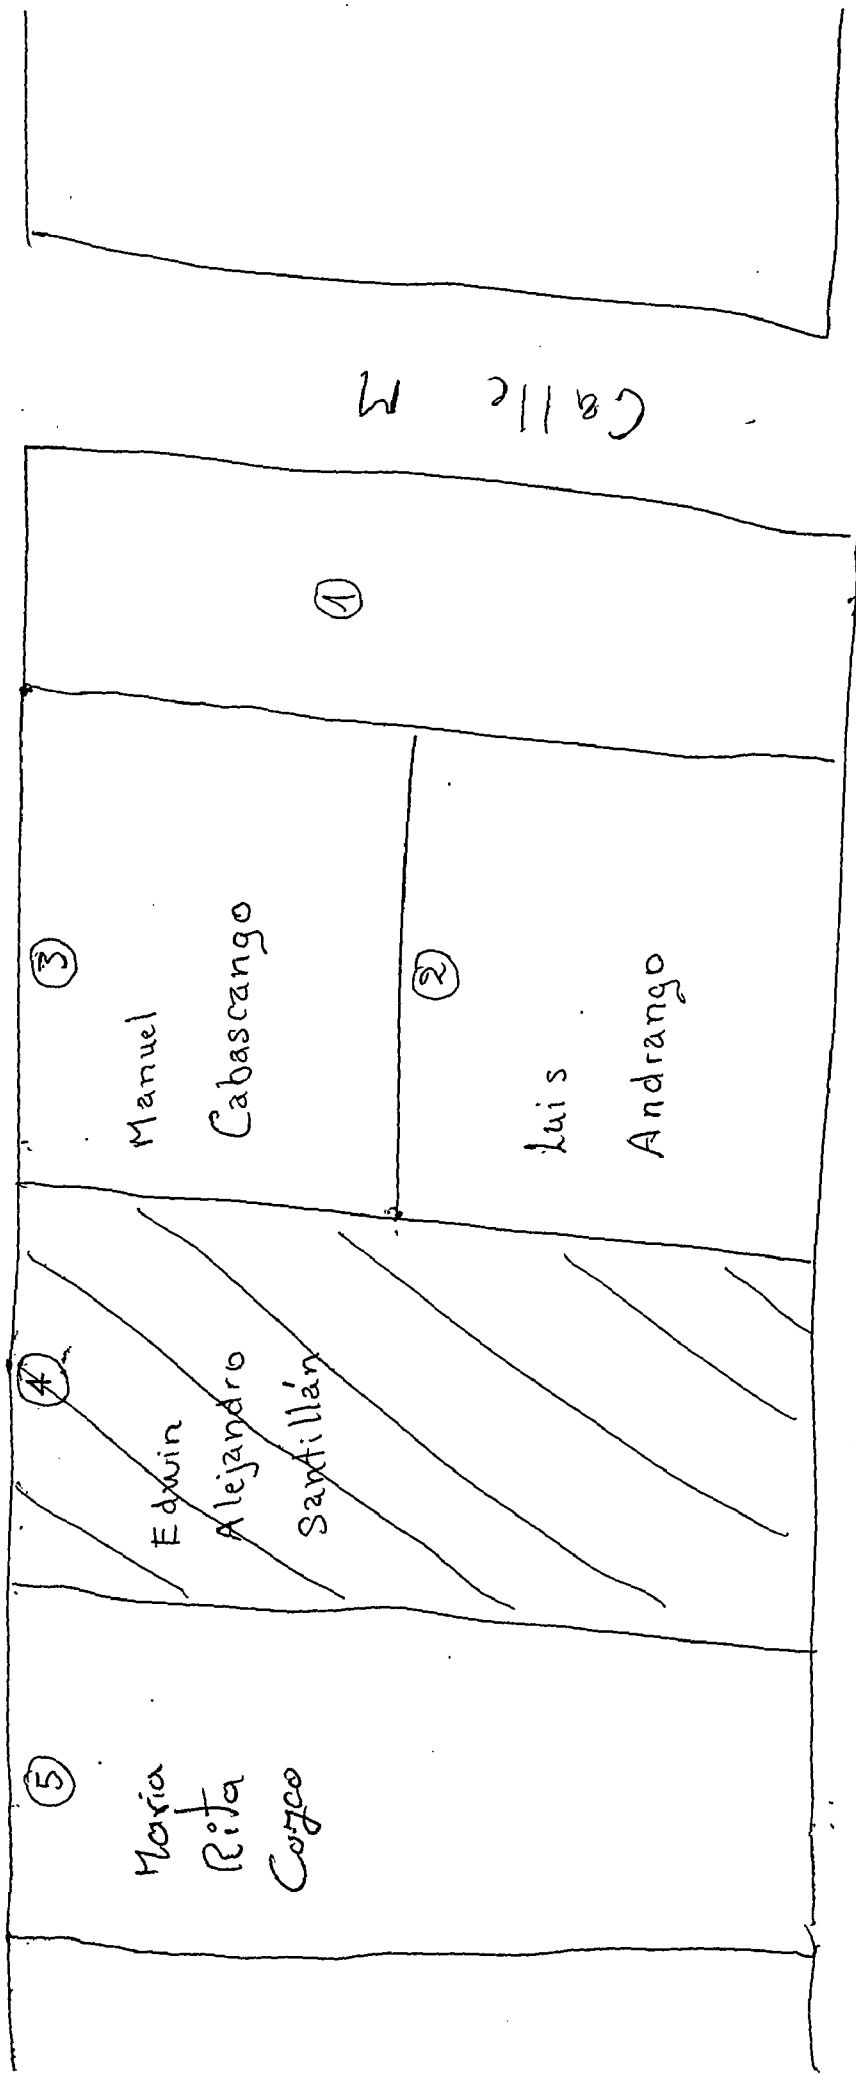 ⑤
Maria
Rita
Coyco
④
Edwin
Alejandro
Santillán
③
Manuel
Cabascango
②
Luis
Andrango
①
Calle M